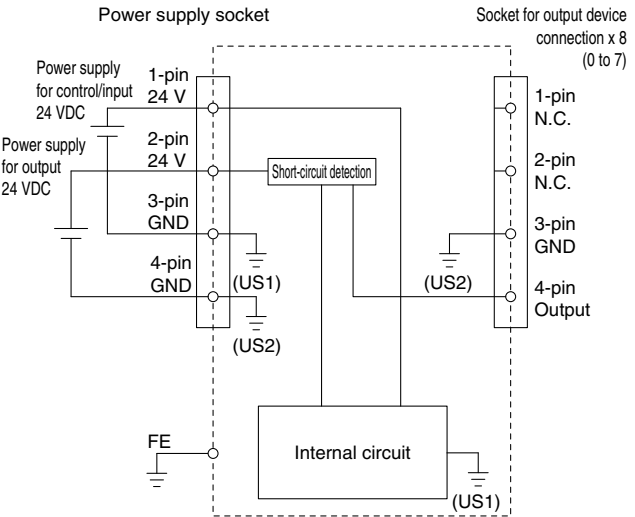 Power supply socket
Socket for output device
connection x 8
(0 to 7)
Power supply
for control/input
24 VDC
1-pin
24 V
Power supply
for output
24 VDC
2-pin
24 V
3-pin
GND
4-pin
GND
(US1)
(US2)
Short-circuit detection
1-pin
N.C.
2-pin
N.C.
3-pin
GND
(US2)
4-pin
Output
FE
Internal circuit
(US1)